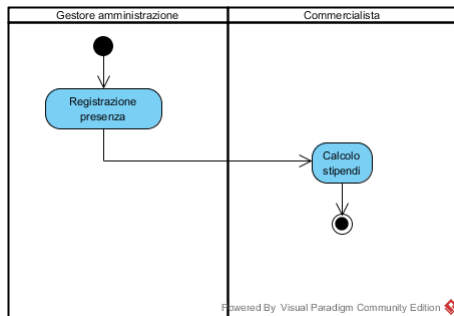 Gestore amministrazione
Commercialista
Registrazione
presenza
Calcolo
stipendi
Powered By Visual Paradigm Community Edition